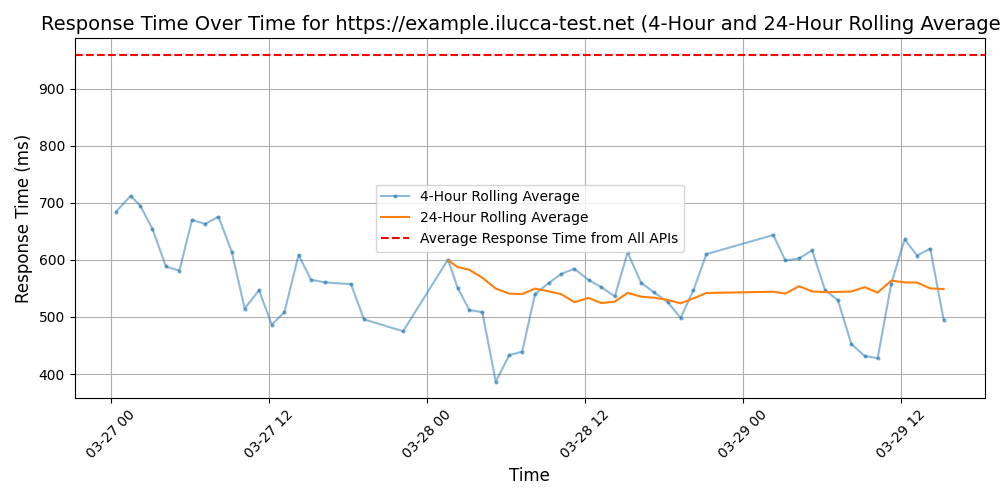 Response Time Over Time for https://example.ilucca-test.net (4-Hour and 24-Hour Rolling Average
Response Time (ms)
900
800
700
600
500
400
4-Hour Rolling Average
24-Hour Rolling Average
Average Response Time from All APIs
03-27 00
03-27 12
03-28 00
03-28 12
03-29 00
03-29 12
Time